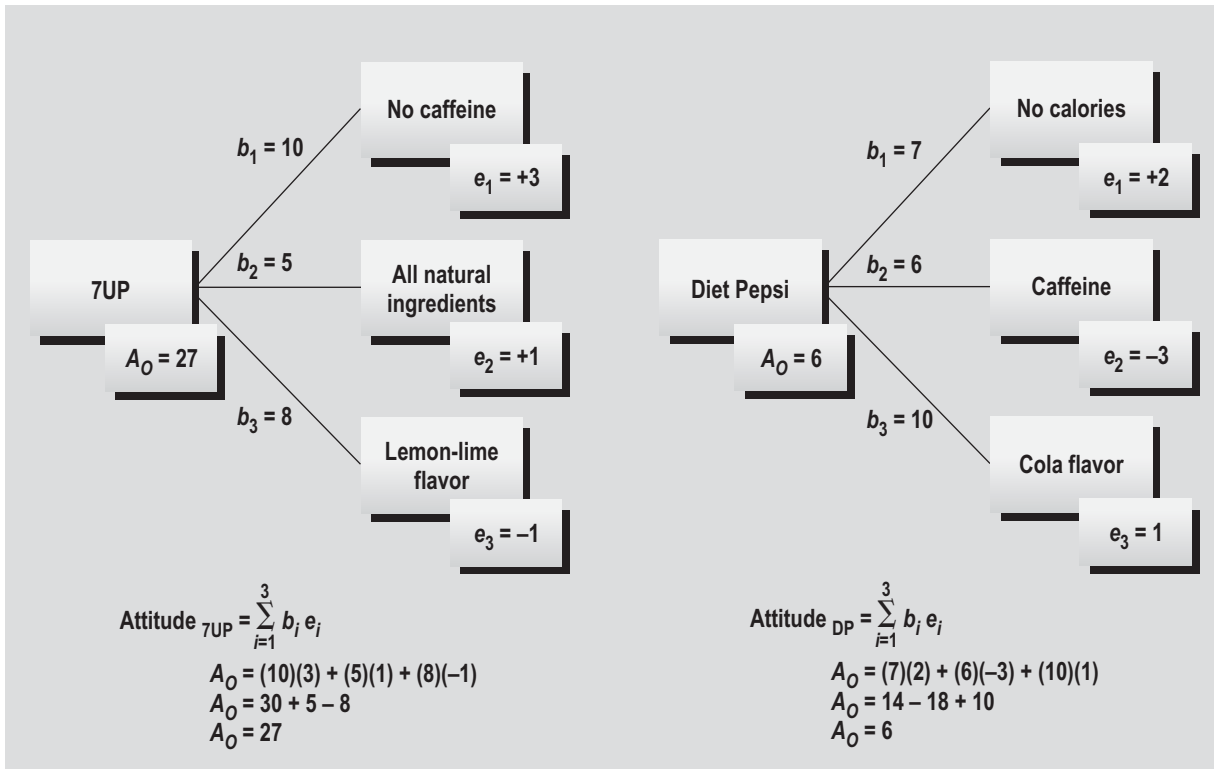 No caffeine
b1 = 10
e1 = +3
7UP
b2 = 5
All natural
ingredients
AO = 27
e2 = +1
b3 = 8
Lemon-lime
flavor
e3 = –1
Attitude 7UP = 3∑i=1 bi ei
AO = (10)(3) + (5)(1) + (8)(–1)
AO = 30 + 5 – 8
AO = 27
No calories
b1 = 7
e1 = +2
Diet Pepsi
b2 = 6
Caffeine
AO = 6
e2 = –3
b3 = 10
Cola flavor
e3 = 1
Attitude DP = 3∑i=1 bi ei
AO = (7)(2) + (6)(–3) + (10)(1)
AO = 14 – 18 + 10
AO = 6